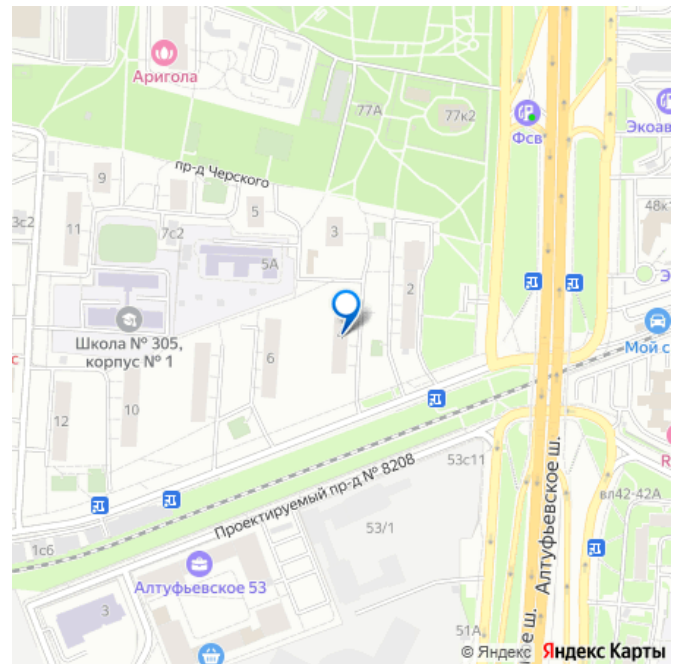 Аригола
77А
77к2
Фсв
Экоав
пр-д Черского
9
3с2
11
7с2
5
3
48к
5А
2
Э
Школа № 305,
корпус № 1
с
6
Мой с
12
10
53с11
R
вл42-42А
Проектируемый пр-д № 8208
53/1
1с6
Алтуфьевское ш.
Алтуфьевское 53
3
51А
ое ш.
© Яндекс Яндекс Карты